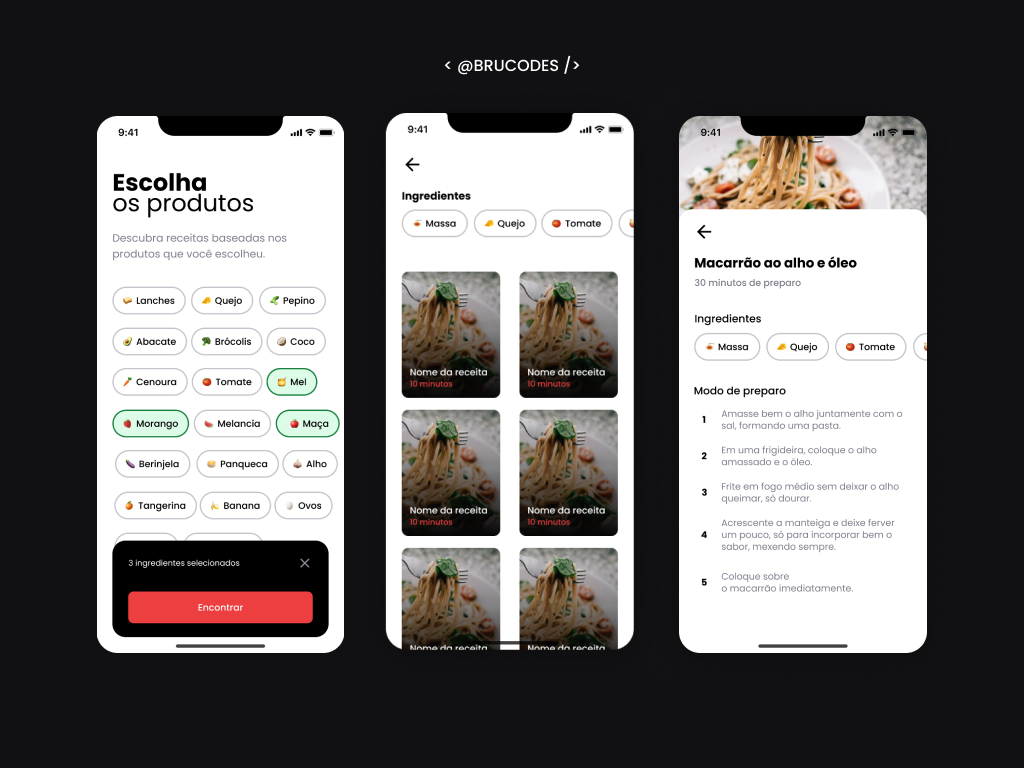 < @BRUCODES />
9:41
Escolha
os produtos
Descubra receitas baseadas nos
produtos que você escolheu.
Lanches
Quejo
Pepino
Abacate
Brócolis
Coco
Cenoura
Tomate
Mel
Morango
Melancia
Maça
Berinjela
Panqueca
Alho
Tangerina
Banana
Ovos
3 ingredientes selecionados
Encontrar
9:41
Ingredientes
Massa
Quejo
Tomate
Nome da receita
10 minutos
Nome da receita
10 minutos
Nome da receita
10 minutos
Nome da receita
10 minutos
Nome da receita
Nome da receita
9:41
Macarrão ao alho e óleo
30 minutos de preparo
Ingredientes
Massa
Quejo
Tomate
Modo de preparo
1
Amasse bem o alho juntamente com o
sal, formando uma pasta.
2
Em uma frigideira, coloque o alho
amassado e o óleo.
3
Frite em fogo médio sem deixar o alho
queimar, só dourar.
4
Acrescente a manteiga e deixe ferver
um pouco, só para incorporar bem o
sabor, mexendo sempre.
5
Coloque sobre
o macarrão imediatamente.